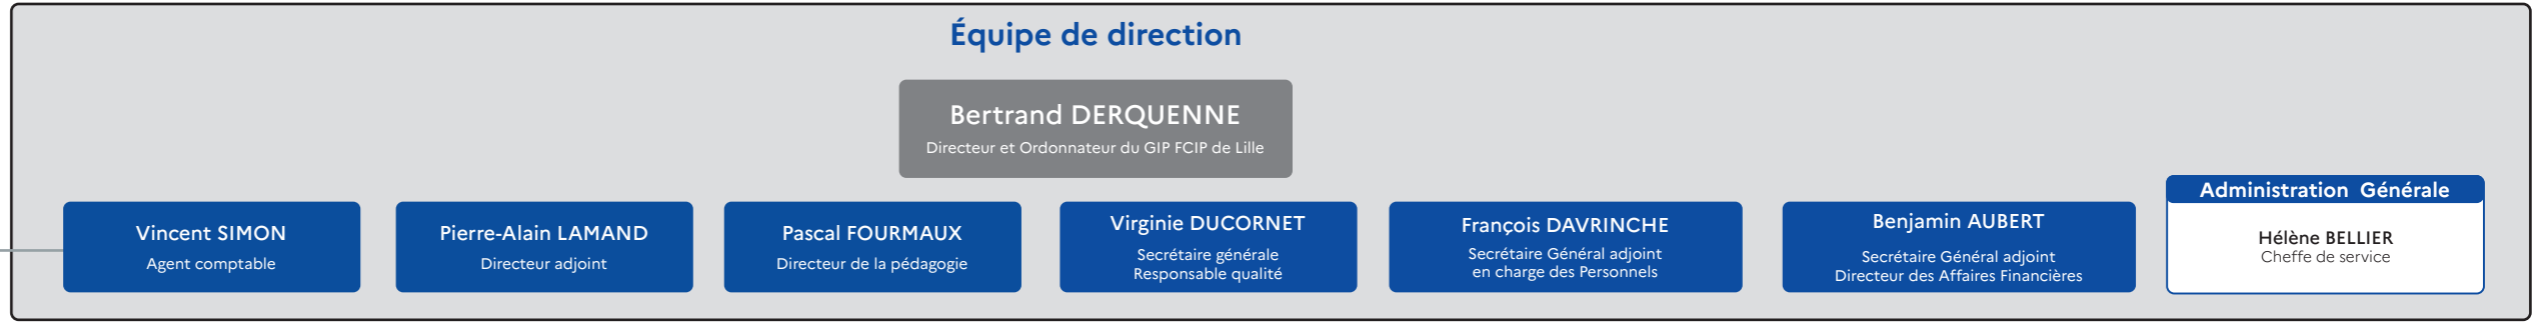 Équipe de direction
Bertrand DERQUENNE
Directeur et Ordonnateur du GIP FCIP de Lille
Vincent SIMON
Agent comptable
Pierre-Alain LAMAND
Directeur adjoint
Pascal FOURMAUX
Directeur de la pédagogie
Virginie DUCORNET
Secrétaire générale
Responsable qualité
François DAVRINCHE
Secrétaire Général adjoint
en charge des Personnels
Benjamin AUBERT
Secrétaire Général adjoint
Directeur des Affaires Financières
Administration Générale
Hélène BELLIER
Cheffe de service